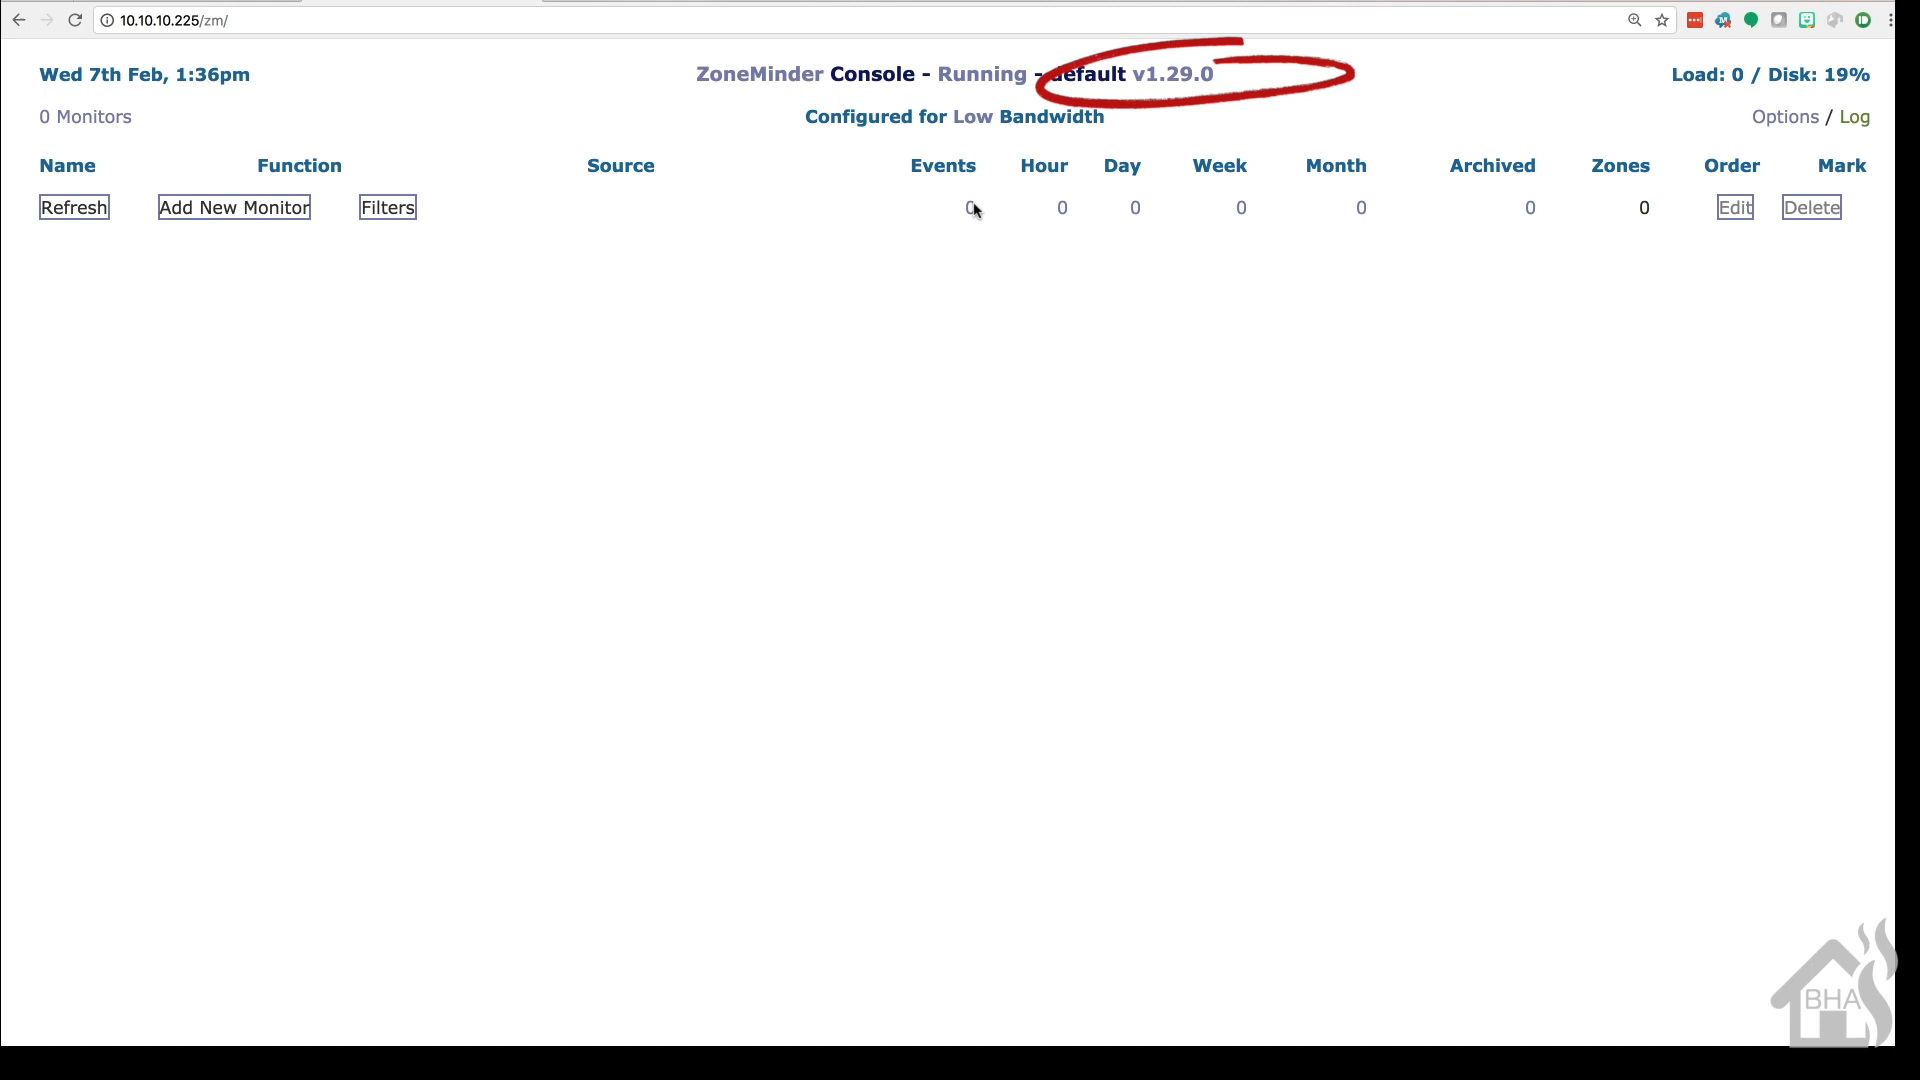 10.10.10.225/zm/
Wed 7th Feb, 1:36pm ZoneMinder Console - Running - default v1.29.0 Load: 0 / Disk: 19%
0 Monitors Configured for Low Bandwidth Options / Log
Name Function Source Events Hour Day Week Month Archived Zones Order Mark
Refresh Add New Monitor Filters 0 0 0 0 0 0 0 Edit Delete
BHA